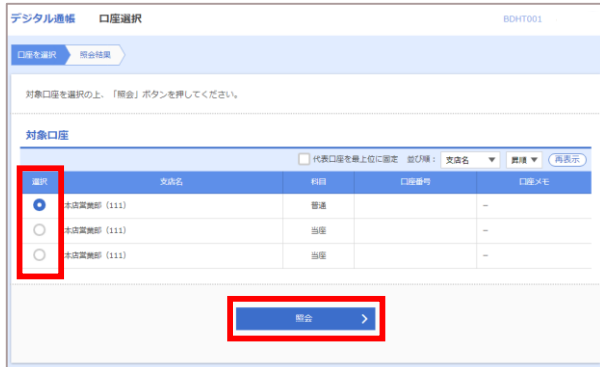 デジタル通帳 口座選択 BDHT001
口座を選択 照会結果
対象口座を選択の上、「照会」ボタンを押してください。
対象口座
代表口座を最上位に固定 並び順： 支店名 ▼ 昇順 ▼ 再表示
選択 支店名 科目 口座番号 口座メモ
本店営業部（111） 普通 －
本店営業部（111） 当座 －
本店営業部（111） 当座 －
照会